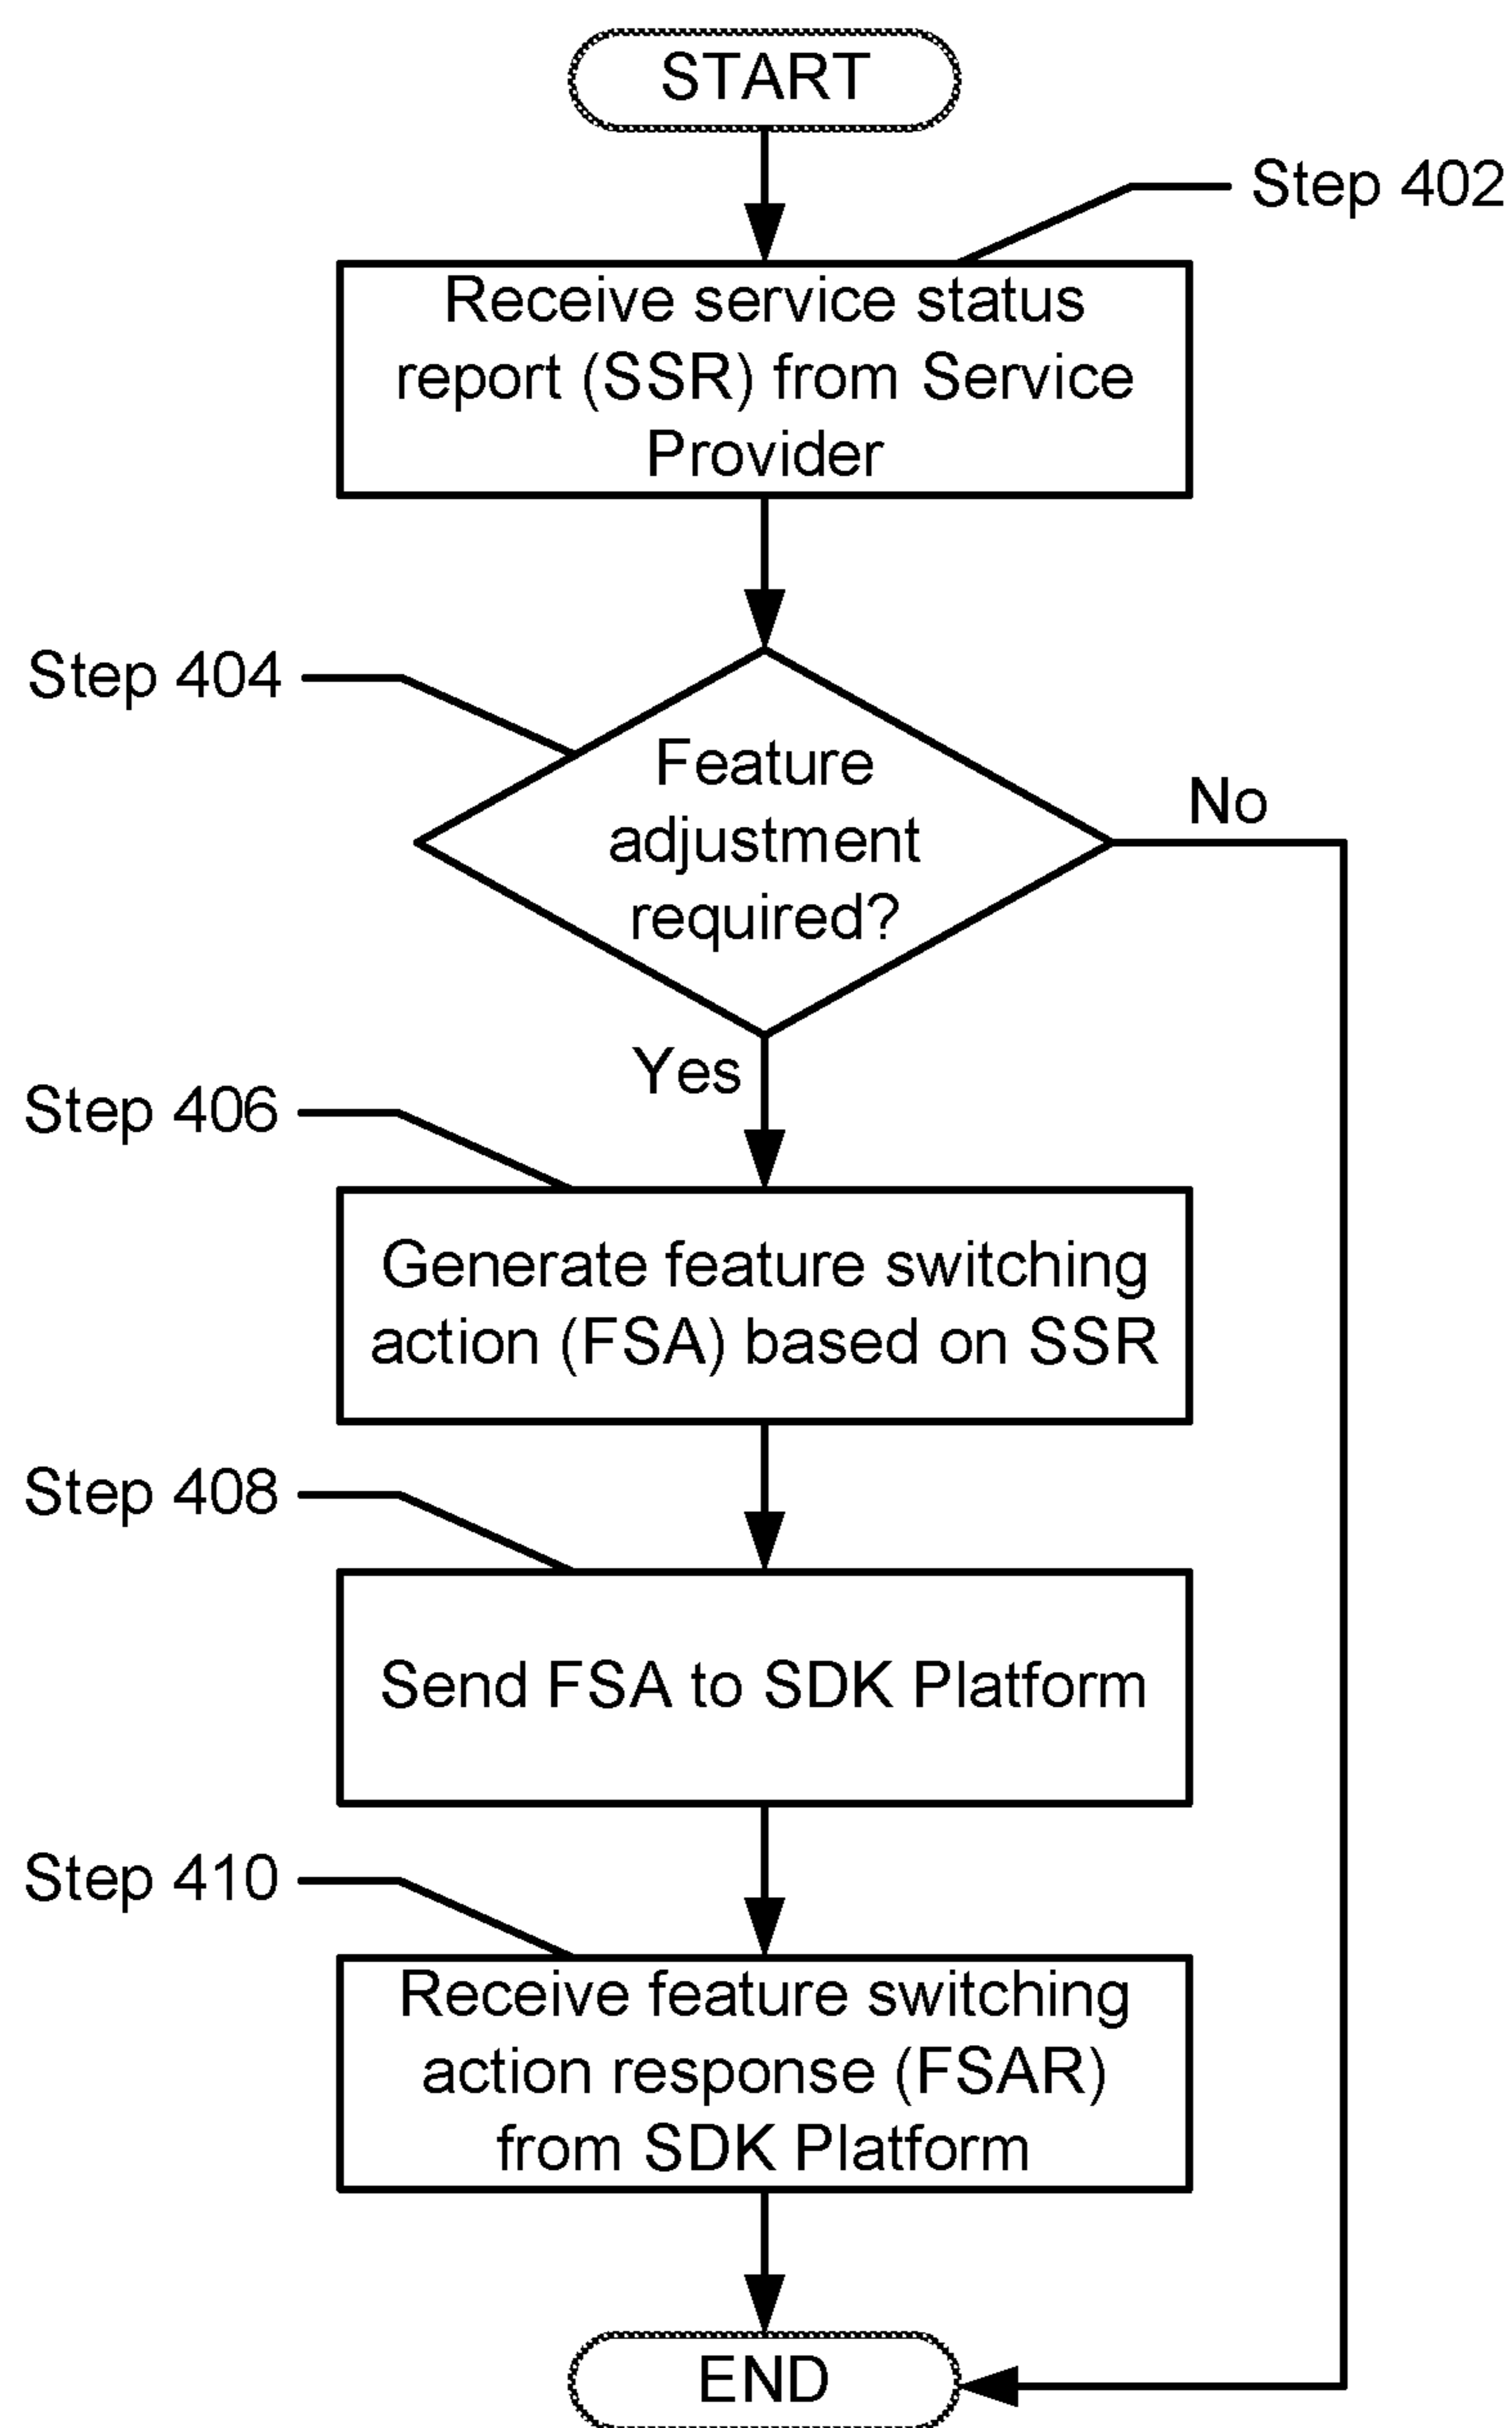 START
Step 402
Receive service status
report (SSR) from Service
Provider
Step 404
Feature
adjustment
required?
No
Yes
Step 406
Generate feature switching
action (FSA) based on SSR
Step 408
Send FSA to SDK Platform
Step 410
Receive feature switching
action response (FSAR)
from SDK Platform
END